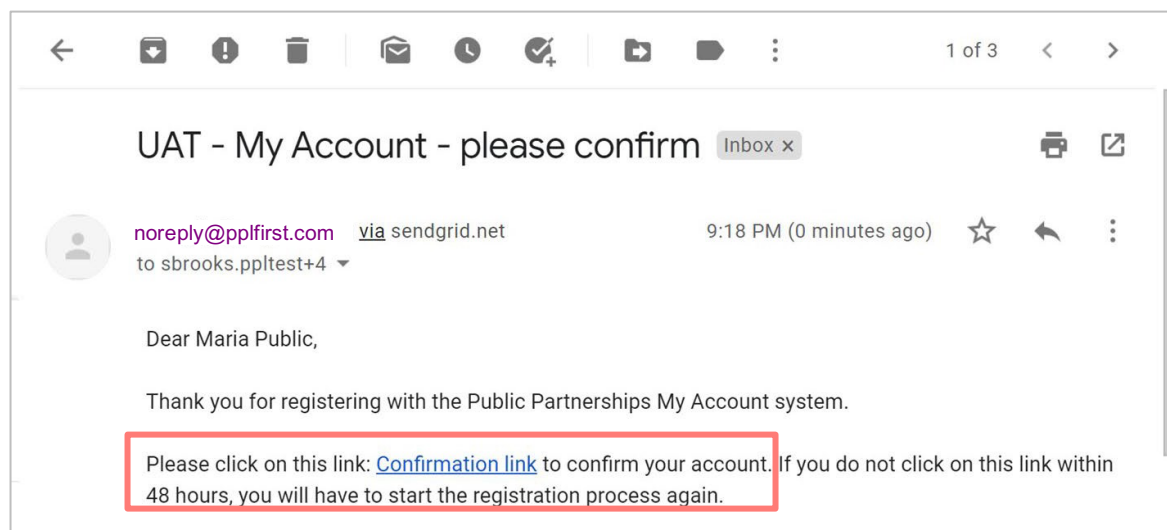 1 of 3
UAT - My Account - please confirm Inbox x
noreply@pplfirst.com via sendgrid.net 9:18 PM (0 minutes ago)
to sbrooks.ppltest+4
Dear Maria Public,
Thank you for registering with the Public Partnerships My Account system.
Please click on this link: Confirmation link to confirm your account. If you do not click on this link within
48 hours, you will have to start the registration process again.